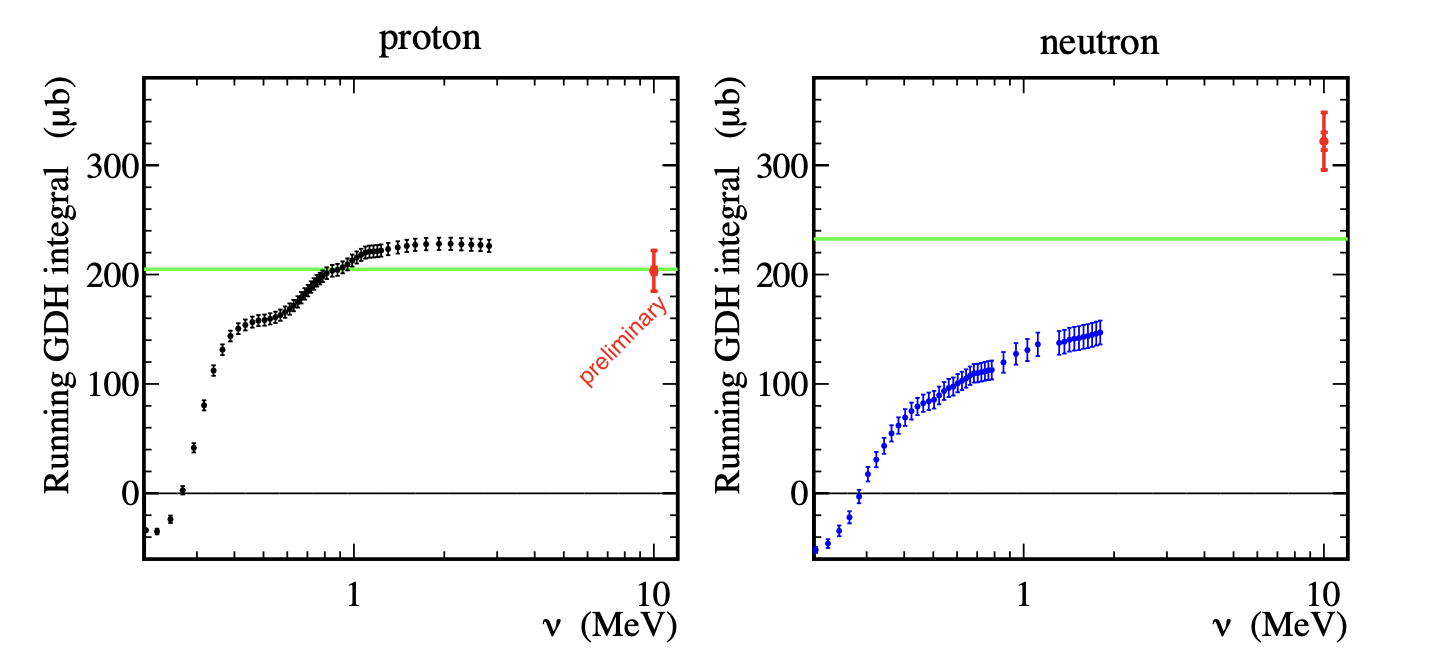 proton
Running GDH integral (μb)
300
200
100
0
preliminary
1
10
ν (MeV)
neutron
Running GDH integral (μb)
300
200
100
0
1
10
ν (MeV)